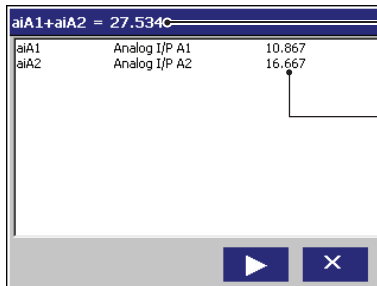 aiA1+aiA2 = 27.534
aiA1 Analog I/P A1 10.867
aiA2 Analog I/P A2 16.667